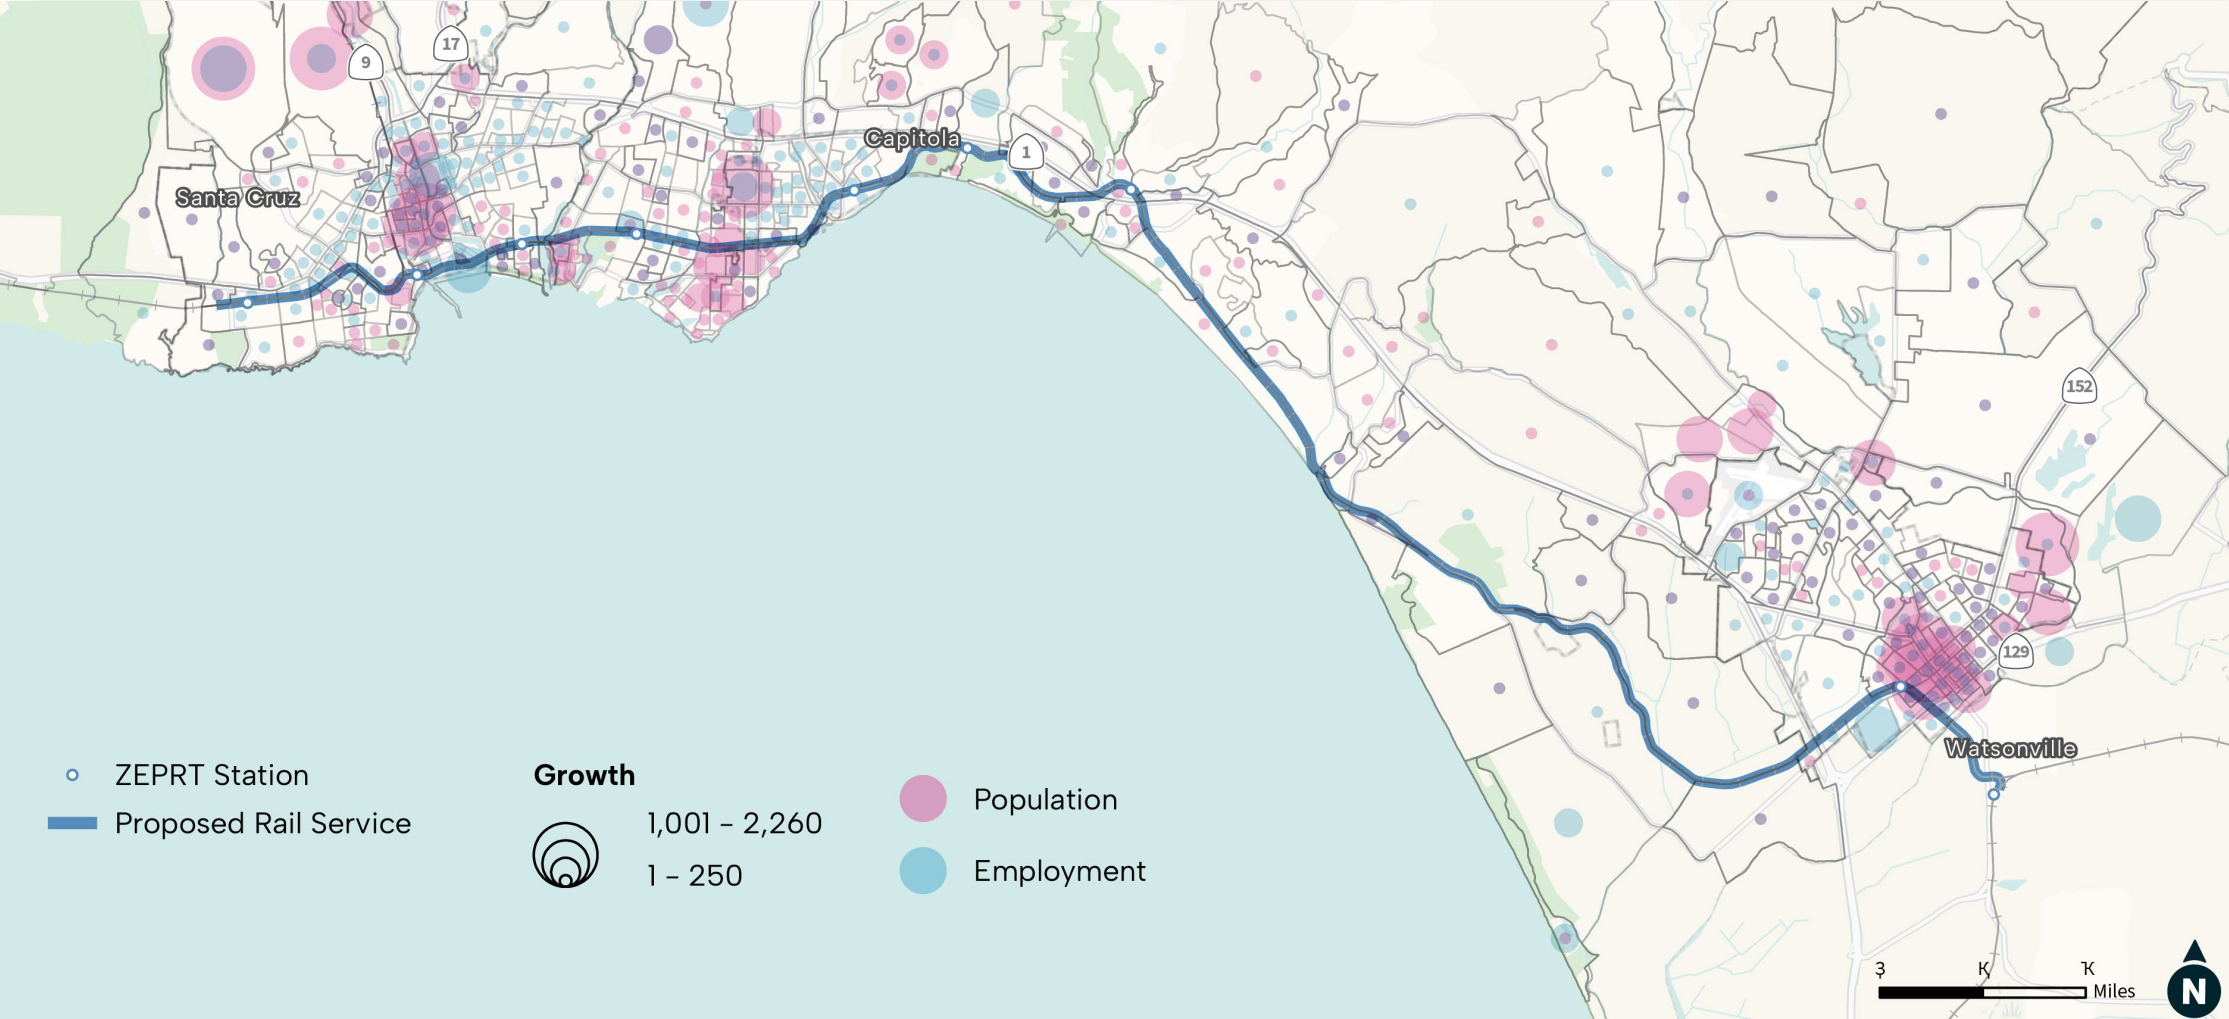 17
9
Capitola
1
Santa Cruz
152
129
Watsonville
ZEPRT Station
Proposed Rail Service
Growth
1,001 - 2,260
1 - 250
Population
Employment
Miles
N